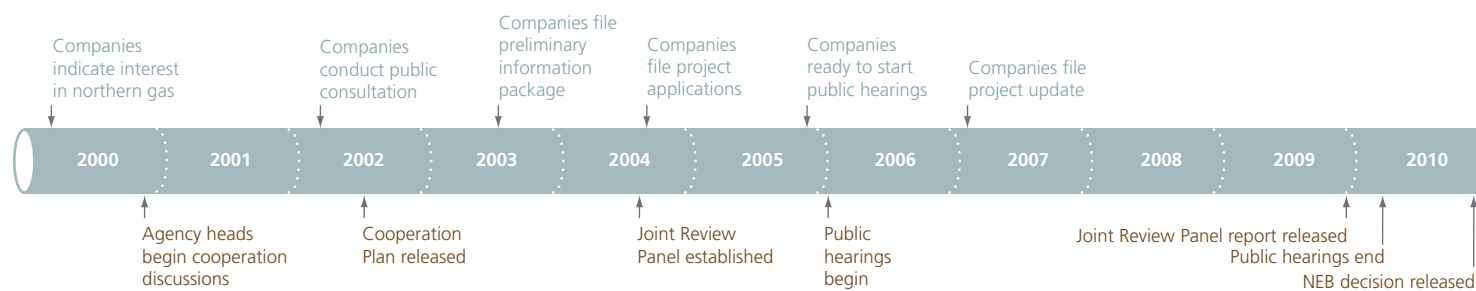 Companies
indicate interest
in northern gas
Companies
conduct public
consultation
Companies file
preliminary
information
package
Companies
file project
applications
Companies
ready to start
public hearings
Companies file
project update
2000 2001 2002 2003 2004 2005 2006 2007 2008 2009 2010
Agency heads
begin cooperation
discussions
Cooperation
Plan released
Joint Review
Panel established
Public
hearings
begin
Joint Review Panel report released
Public hearings end
NEB decision released